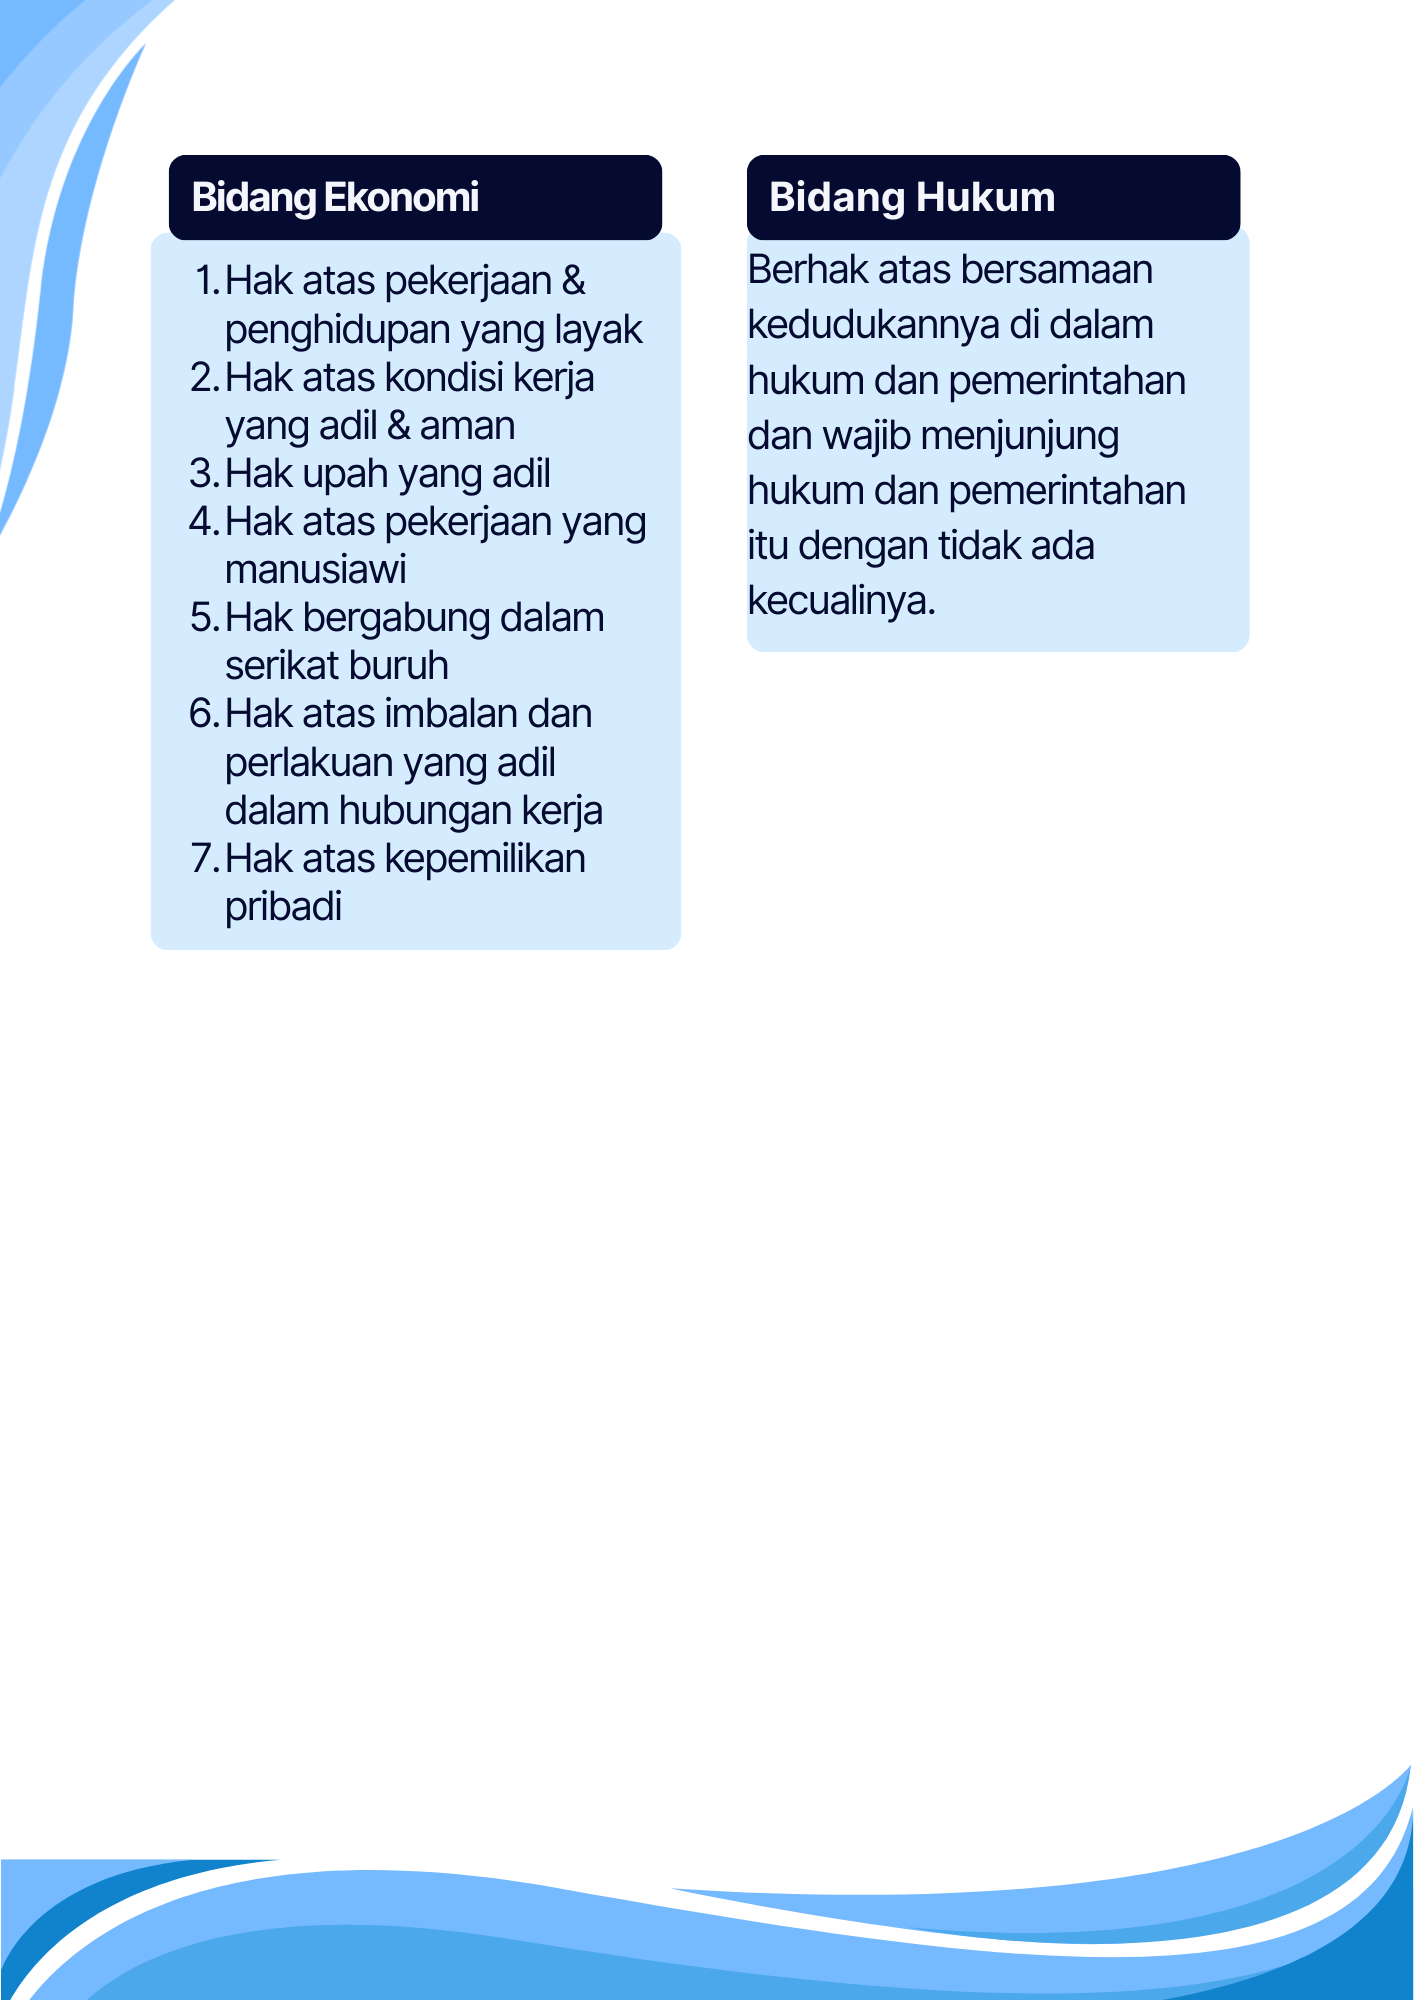 Bidang Ekonomi
1. Hak atas pekerjaan &
penghidupan yang layak
2. Hak atas kondisi kerja
yang adil & aman
3. Hak upah yang adil
4. Hak atas pekerjaan yang
manusiawi
5. Hak bergabung dalam
serikat buruh
6. Hak atas imbalan dan
perlakuan yang adil
dalam hubungan kerja
7. Hak atas kepemilikan
pribadi
Bidang Hukum
Berhak atas bersamaan
kedudukannya di dalam
hukum dan pemerintahan
dan wajib menjunjung
hukum dan pemerintahan
itu dengan tidak ada
kecualinya.